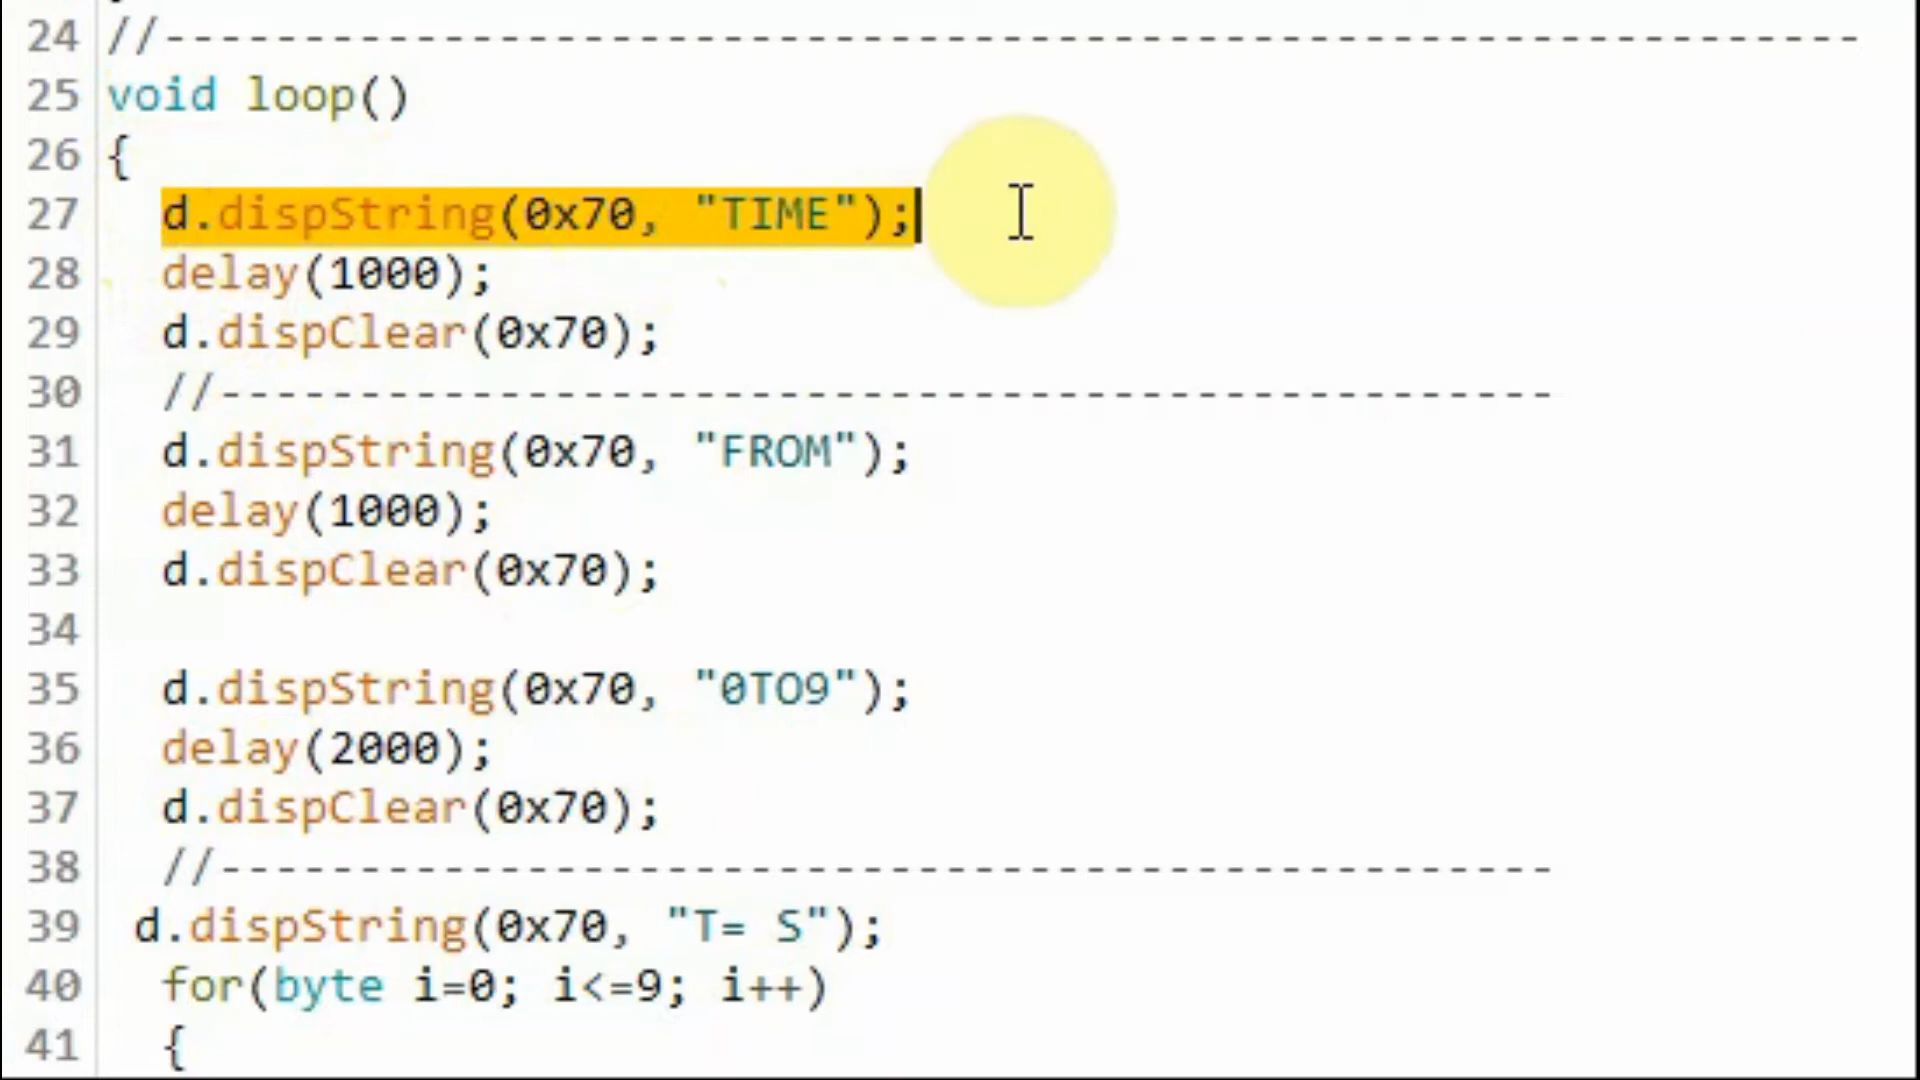 24 //-------------------------------------------------------------
25 void loop()
26 {
27   d.dispString(0x70, "TIME");
28   delay(1000);
29   d.dispClear(0x70);
30   //------------------------------------------------
31   d.dispString(0x70, "FROM");
32   delay(1000);
33   d.dispClear(0x70);
34
35   d.dispString(0x70, "0TO9");
36   delay(2000);
37   d.dispClear(0x70);
38   //------------------------------------------------
39  d.dispString(0x70, "T= S");
40   for(byte i=0; i<=9; i++)
41   {